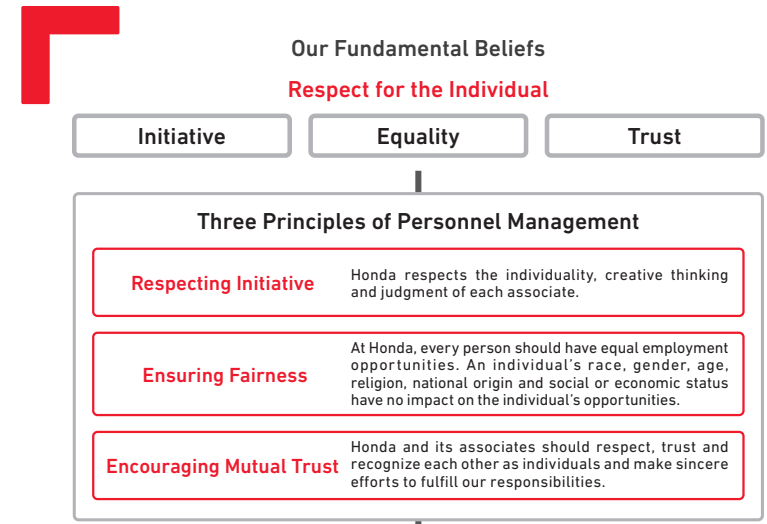 Our Fundamental Beliefs
Respect for the Individual
Initiative
Equality
Trust
Three Principles of Personnel Management
Respecting Initiative
Honda respects the individuality, creative thinking
and judgment of each associate.
Ensuring Fairness
At Honda, every person should have equal employment
opportunities. An individual's race, gender, age,
religion, national origin and social or economic status
have no impact on the individual's opportunities.
Encouraging Mutual Trust
Honda and its associates should respect, trust and
recognize each other as individuals and make sincere
efforts to fulfill our responsibilities.